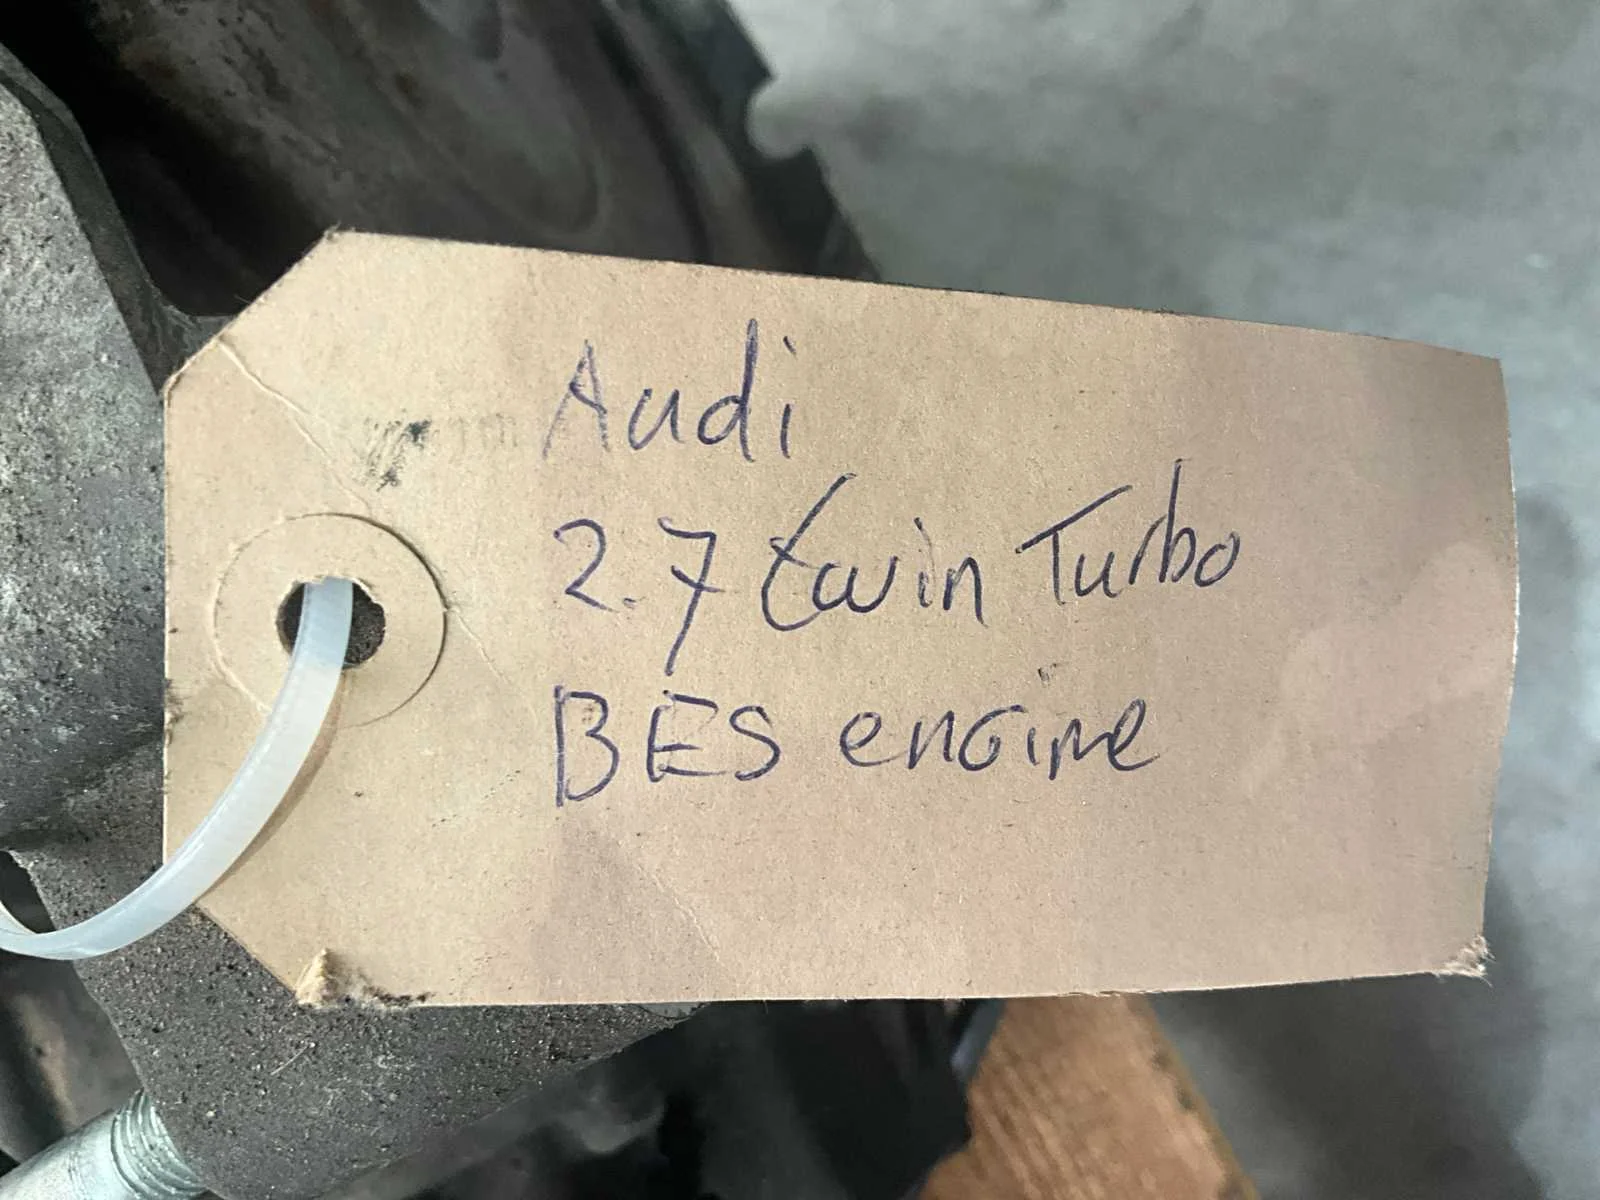 Audi
2.7 twin Turbo
BES engine